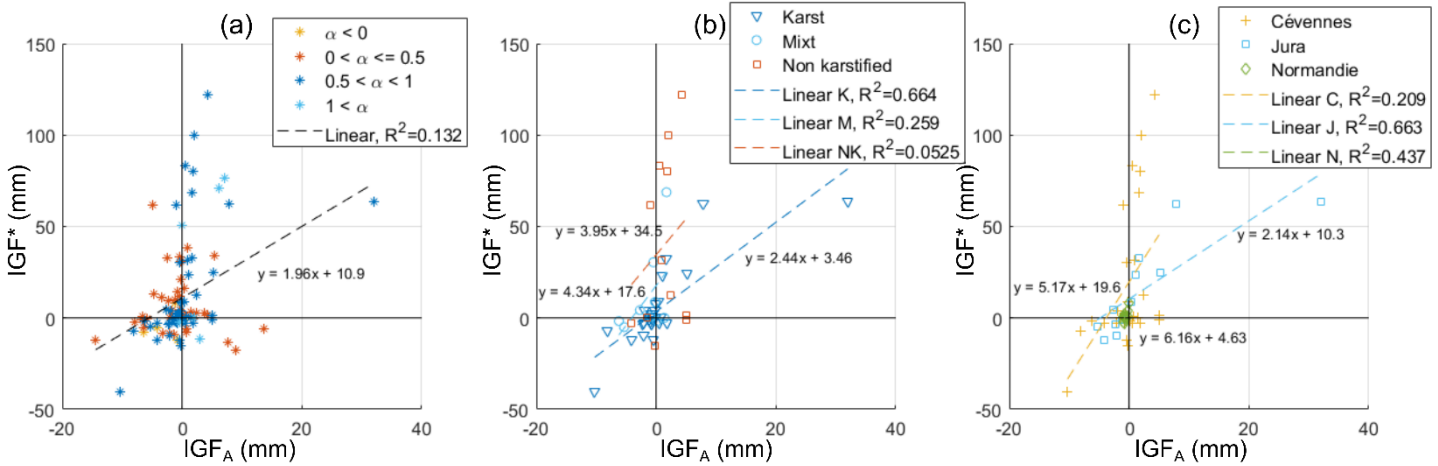 (a)
α < 0
0 < α <= 0.5
0.5 < α < 1
1 < α
Linear, R²=0.132
150
100
50
0
-50
-20
0
20
40
IGF* (mm)
IGF_A (mm)
y = 1.96x + 10.9
(b)
Karst
Mixt
Non karstified
Linear K, R²=0.664
Linear M, R²=0.259
Linear NK, R²=0.0525
150
100
50
0
-50
-20
0
20
40
IGF* (mm)
IGF_A (mm)
y = 3.95x + 34.5
y = 2.44x + 3.46
y = 4.34x + 17.6
(c)
Cévennes
Jura
Normandie
Linear C, R²=0.209
Linear J, R²=0.663
Linear N, R²=0.437
150
100
50
0
-50
-20
0
20
40
IGF* (mm)
IGF_A (mm)
y = 2.14x + 10.3
y = 5.17x + 19.6
y = 6.16x + 4.63